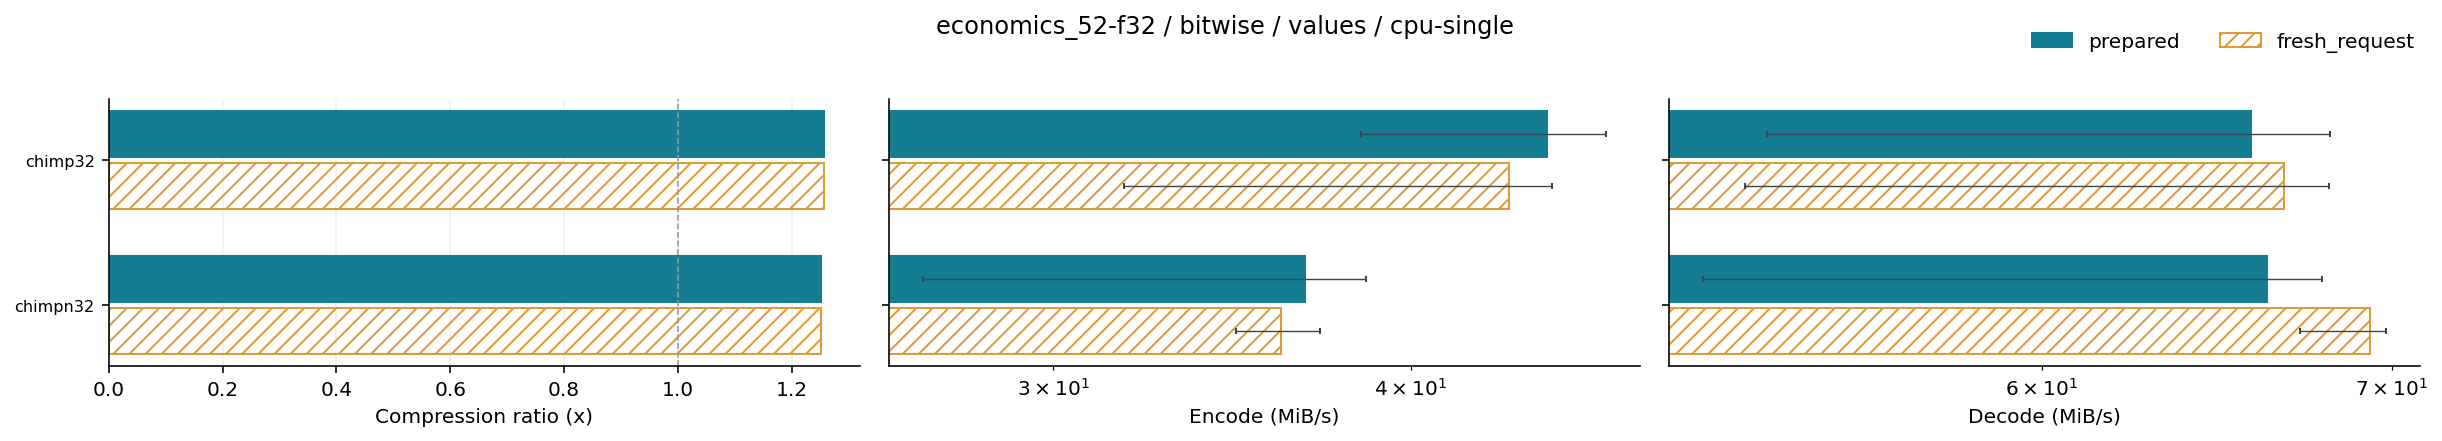 economics_52-f32 / bitwise / values / cpu-single
prepared
fresh_request
chimp32
chimpn32
0.0 0.2 0.4 0.6 0.8 1.0 1.2
Compression ratio (x)
3 × 10¹ 4 × 10¹
Encode (MiB/s)
6 × 10¹ 7 × 10¹
Decode (MiB/s)